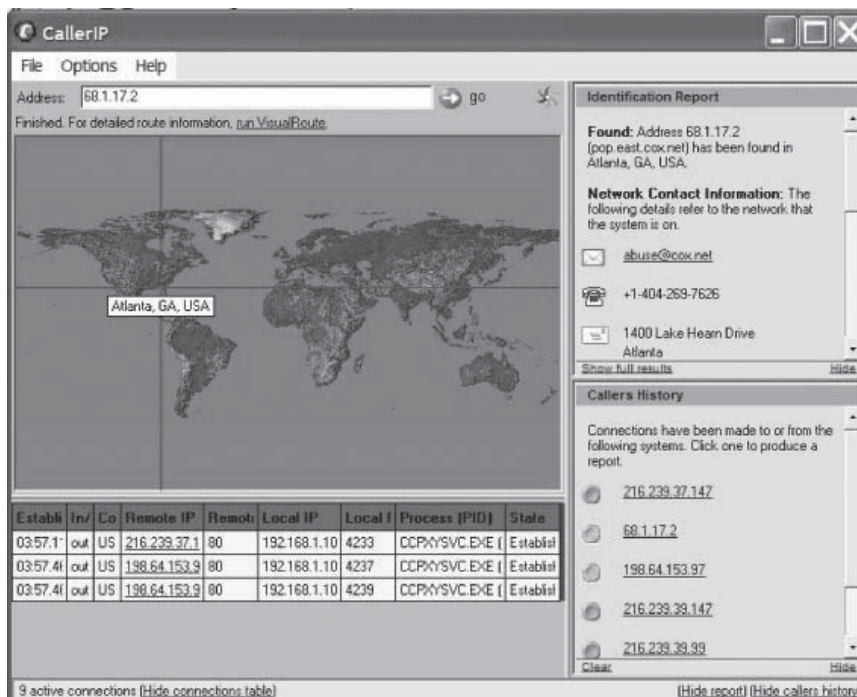 CallerIP
File Options Help
Address: 68.1.17.2 go
Finished. For detailed route information, run VisualRoute.
Atlanta, GA, USA
Identification Report
Found: Address 68.1.17.2
(pop.east.cox.net) has been found in
Atlanta, GA, USA.
Network Contact Information: The
following details refer to the network that
the system is on.
abuse@cox.net
+1-404-269-7626
1400 Lake Hearn Drive
Atlanta
Show full results Hide
Callers History
Connections have been made to or from the
following systems. Click one to produce a
report.
216.239.37.147
68.1.17.2
198.64.153.97
216.239.39.147
216.239.39.99
Clear Hide
Establi In/ Co Remote IP Remot Local IP Local Process (PID) State
03:57.1 out US 216.239.37.1 80 192.168.1.10 4233 CCPXYSVC.EXE ( Establist
03:57.4 out US 198.64.153.9 80 192.168.1.10 4237 CCPXYSVC.EXE ( Establist
03:57.4 out US 198.64.153.9 80 192.168.1.10 4239 CCPXYSVC.EXE ( Establist
9 active connections (Hide connections table) (Hide report) (Hide callers history